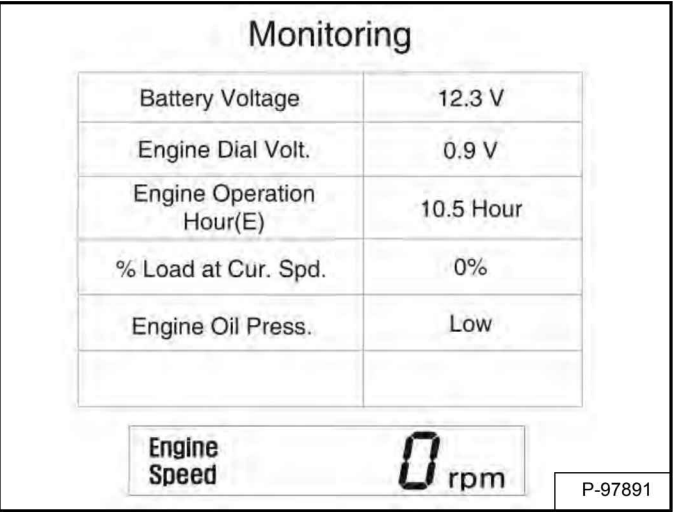 Monitoring
Battery Voltage 12.3 V
Engine Dial Volt. 0.9 V
Engine Operation
Hour(E) 10.5 Hour
% Load at Cur. Spd. 0%
Engine Oil Press. Low
Engine
Speed 0 rpm
P-97891